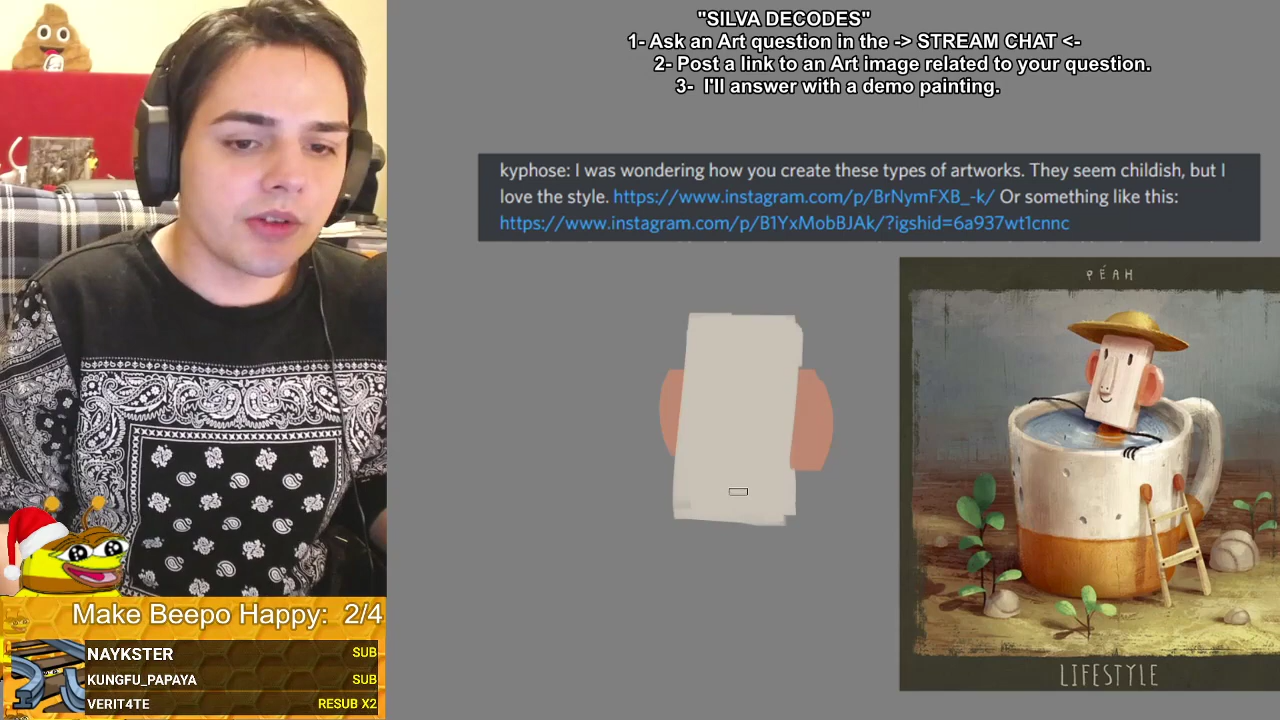 "SILVA DECODES"
1- Ask an Art question in the -> STREAM CHAT <-
2- Post a link to an Art image related to your question.
3- I'll answer with a demo painting.
kyphose: I was wondering how you create these types of artworks. They seem childish, but I
love the style. https://www.instagram.com/p/BrNymFXB_-k/ Or something like this:
https://www.instagram.com/p/B1YxMobBJAk/?igshid=6a937wt1cnnc
PÉAH
LIFESTYLE
Make Beepo Happy: 2/4
NAYKSTER SUB
KUNGFU_PAPAYA SUB
VERIT4TE RESUB X2